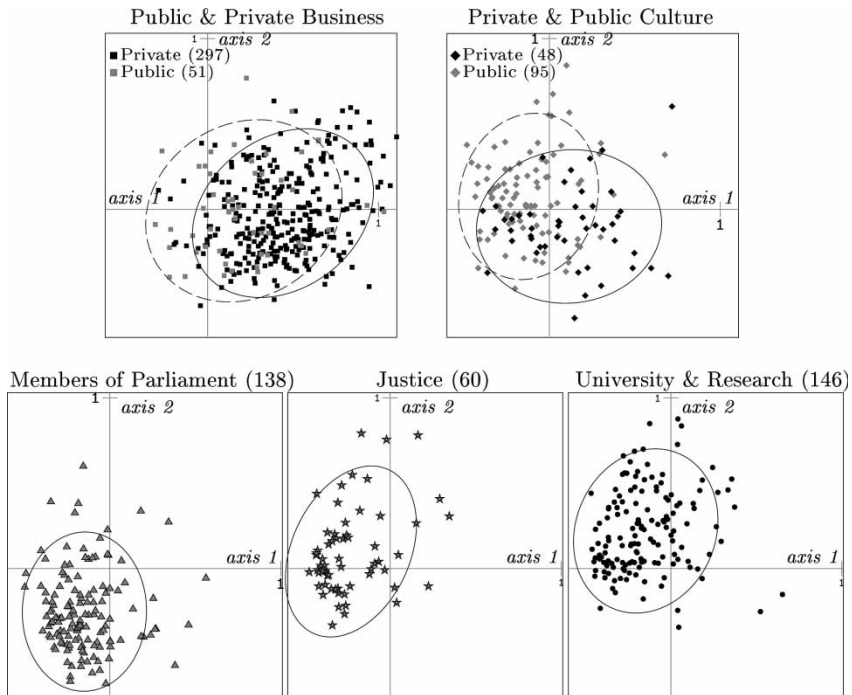 Public & Private Business
1 axis 2
Private (297)
Public (51)
axis 1
1
Private & Public Culture
1 axis 2
Private (48)
Public (95)
axis 1
1
Members of Parliament (138)
1 axis 2
axis 1
1
Justice (60)
1 axis 2
axis 1
1
University & Research (146)
1 axis 2
axis 1
1